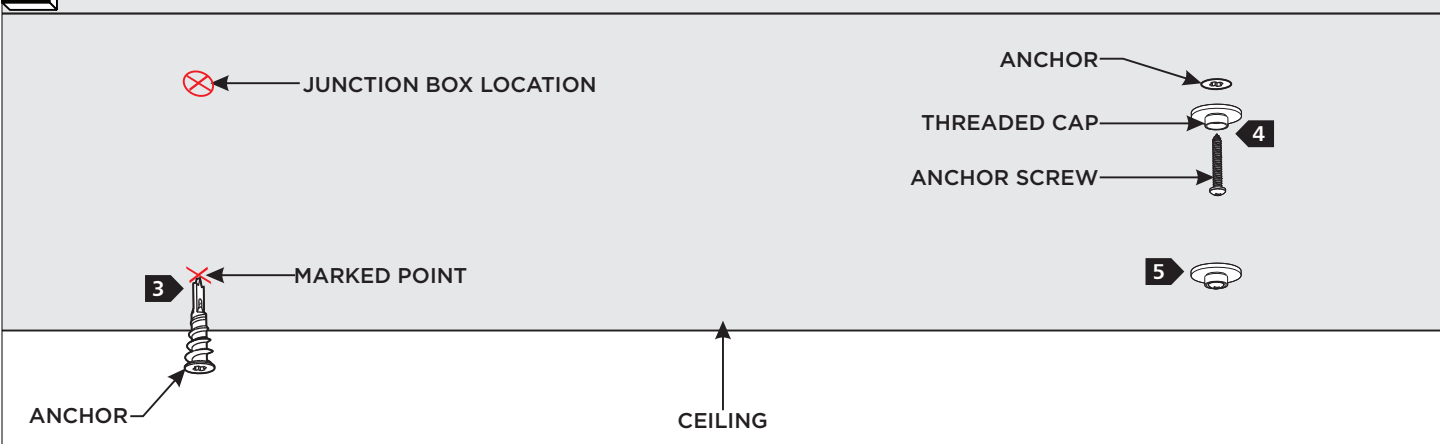 ANCHOR
JUNCTION BOX LOCATION
THREADED CAP
4
ANCHOR SCREW
3
MARKED POINT
5
ANCHOR
CEILING